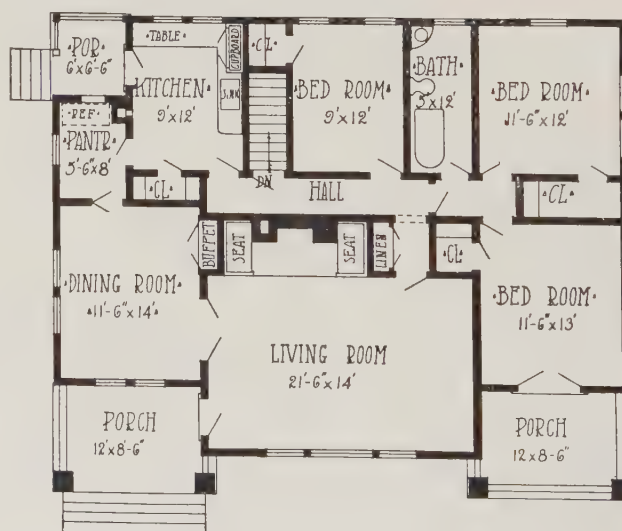 POR
6'x6'-6"
TABLE
CUPBOARD
SINK
KITCHEN
9'x12'
REF.
PANTR'
5'-6"x8'
CL
CL
BED ROOM
9'x12'
BATH
5'x12'
BED ROOM
11'-6"x12'
DN
HALL
CL
BUFFET
SEAT
SEAT
LINEN
CL
DINING ROOM
11'-6"x14'
LIVING ROOM
21'-6"x14'
BED ROOM
11'-6"x13'
PORCH
12'x8'-6"
PORCH
12x8-6"